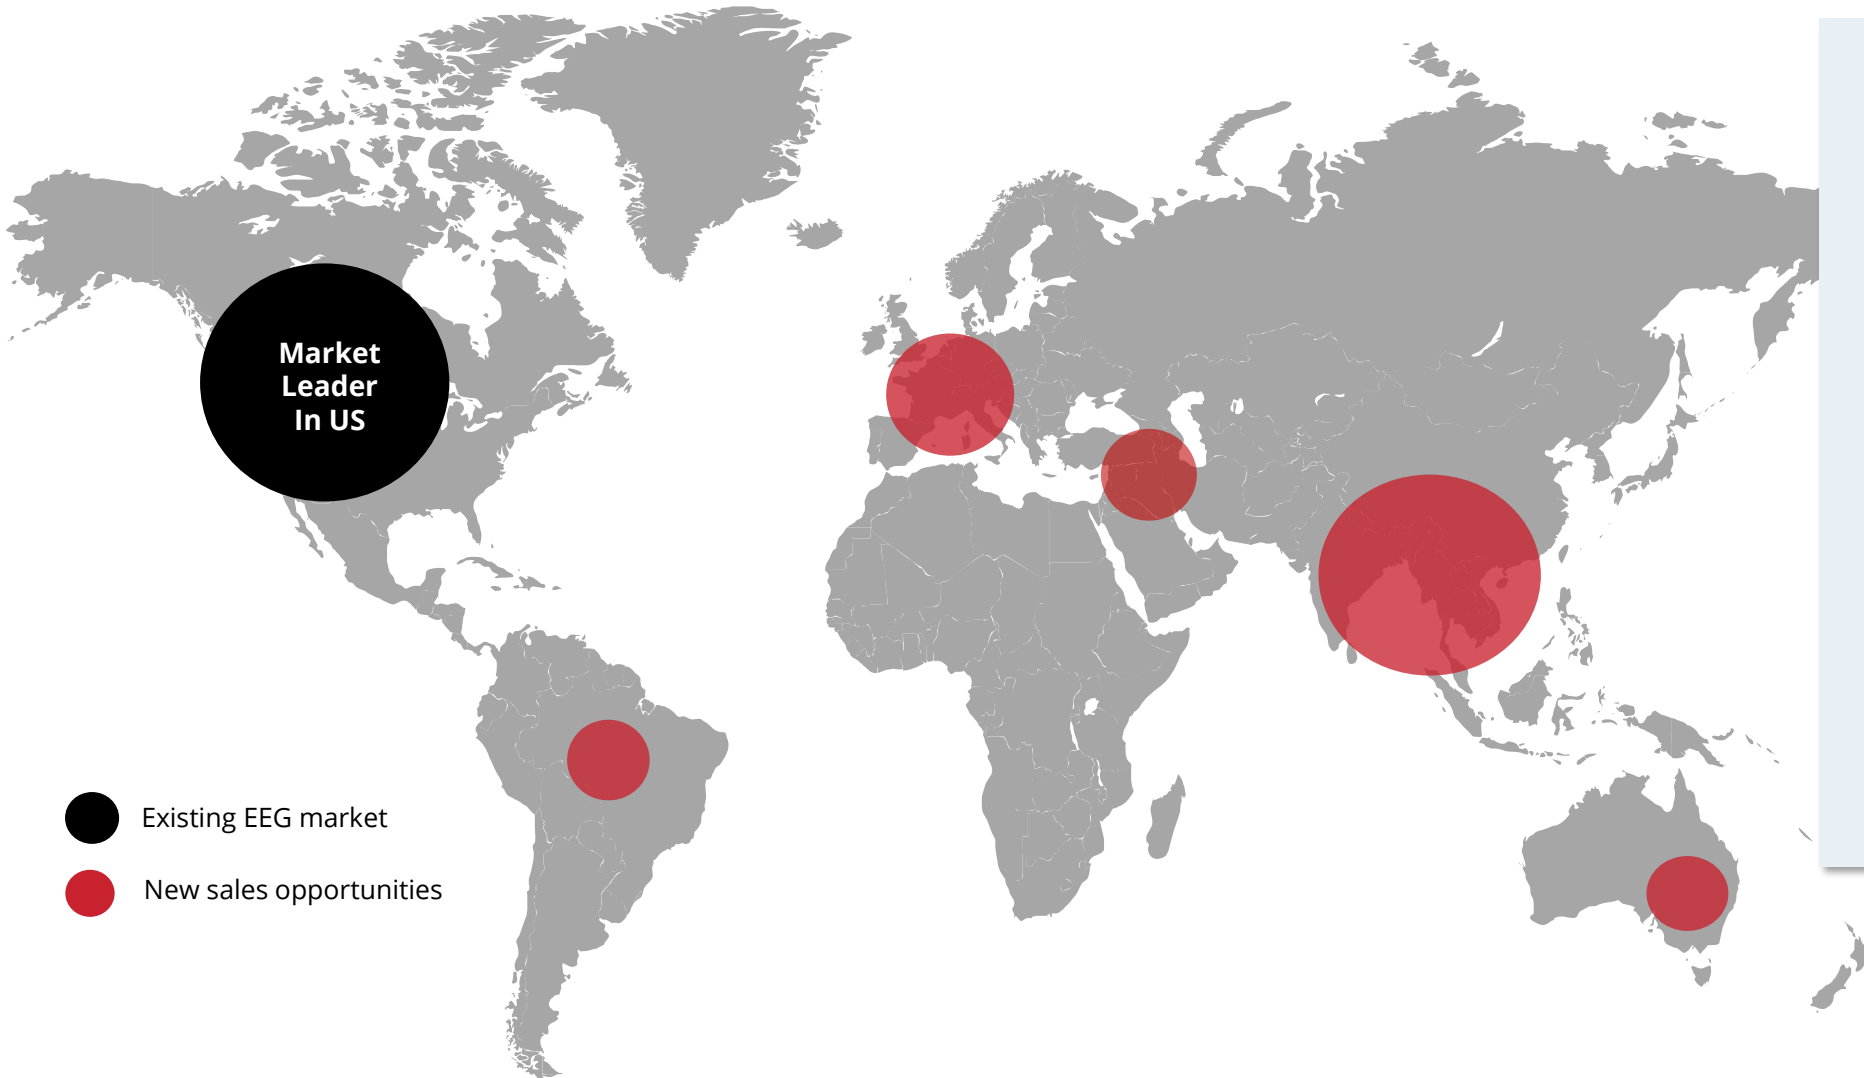 Market
Leader
In US
Existing EEG market
New sales opportunities